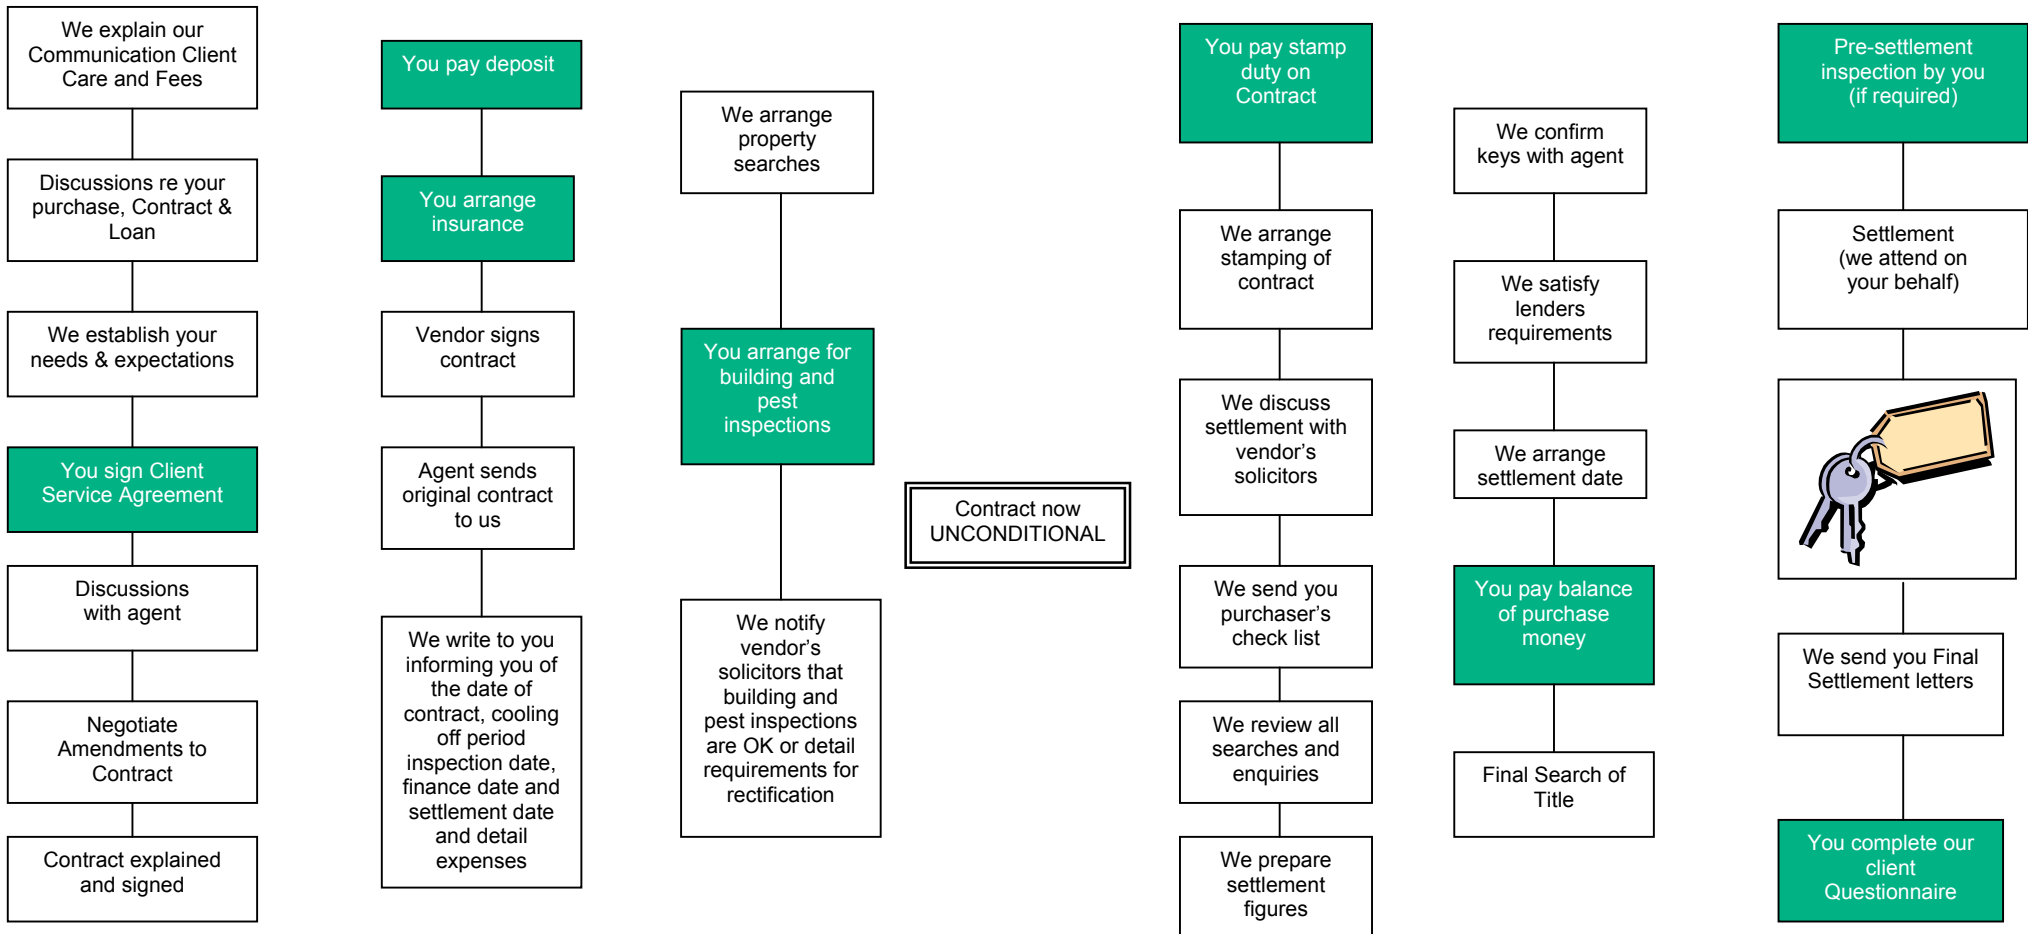 We explain our
Communication Client
Care and Fees
Discussions re your
purchase, Contract &
Loan
We establish your
needs & expectations
You sign Client
Service Agreement
Discussions
with agent
Negotiate
Amendments to
Contract
Contract explained
and signed
You pay deposit
You arrange
insurance
Vendor signs
contract
Agent sends
original contract
to us
We write to you
informing you of
the date of
contract, cooling
off period
inspection date,
finance date and
settlement date
and detail
expenses
We arrange
property
searches
You arrange for
building and
pest
inspections
We notify
vendor’s
solicitors that
building and
pest inspections
are OK or detail
requirements for
rectification
Contract now
UNCONDITIONAL
You pay stamp
duty on
Contract
We arrange
stamping of
contract
We discuss
settlement with
vendor’s
solicitors
We send you
purchaser’s
check list
We review all
searches and
enquiries
We prepare
settlement
figures
We confirm
keys with agent
We satisfy
lenders
requirements
We arrange
settlement date
You pay balance
of purchase
money
Final Search of
Title
Pre-settlement
inspection by you
(if required)
Settlement
(we attend on
your behalf)
We send you Final
Settlement letters
You complete our
client
Questionnaire